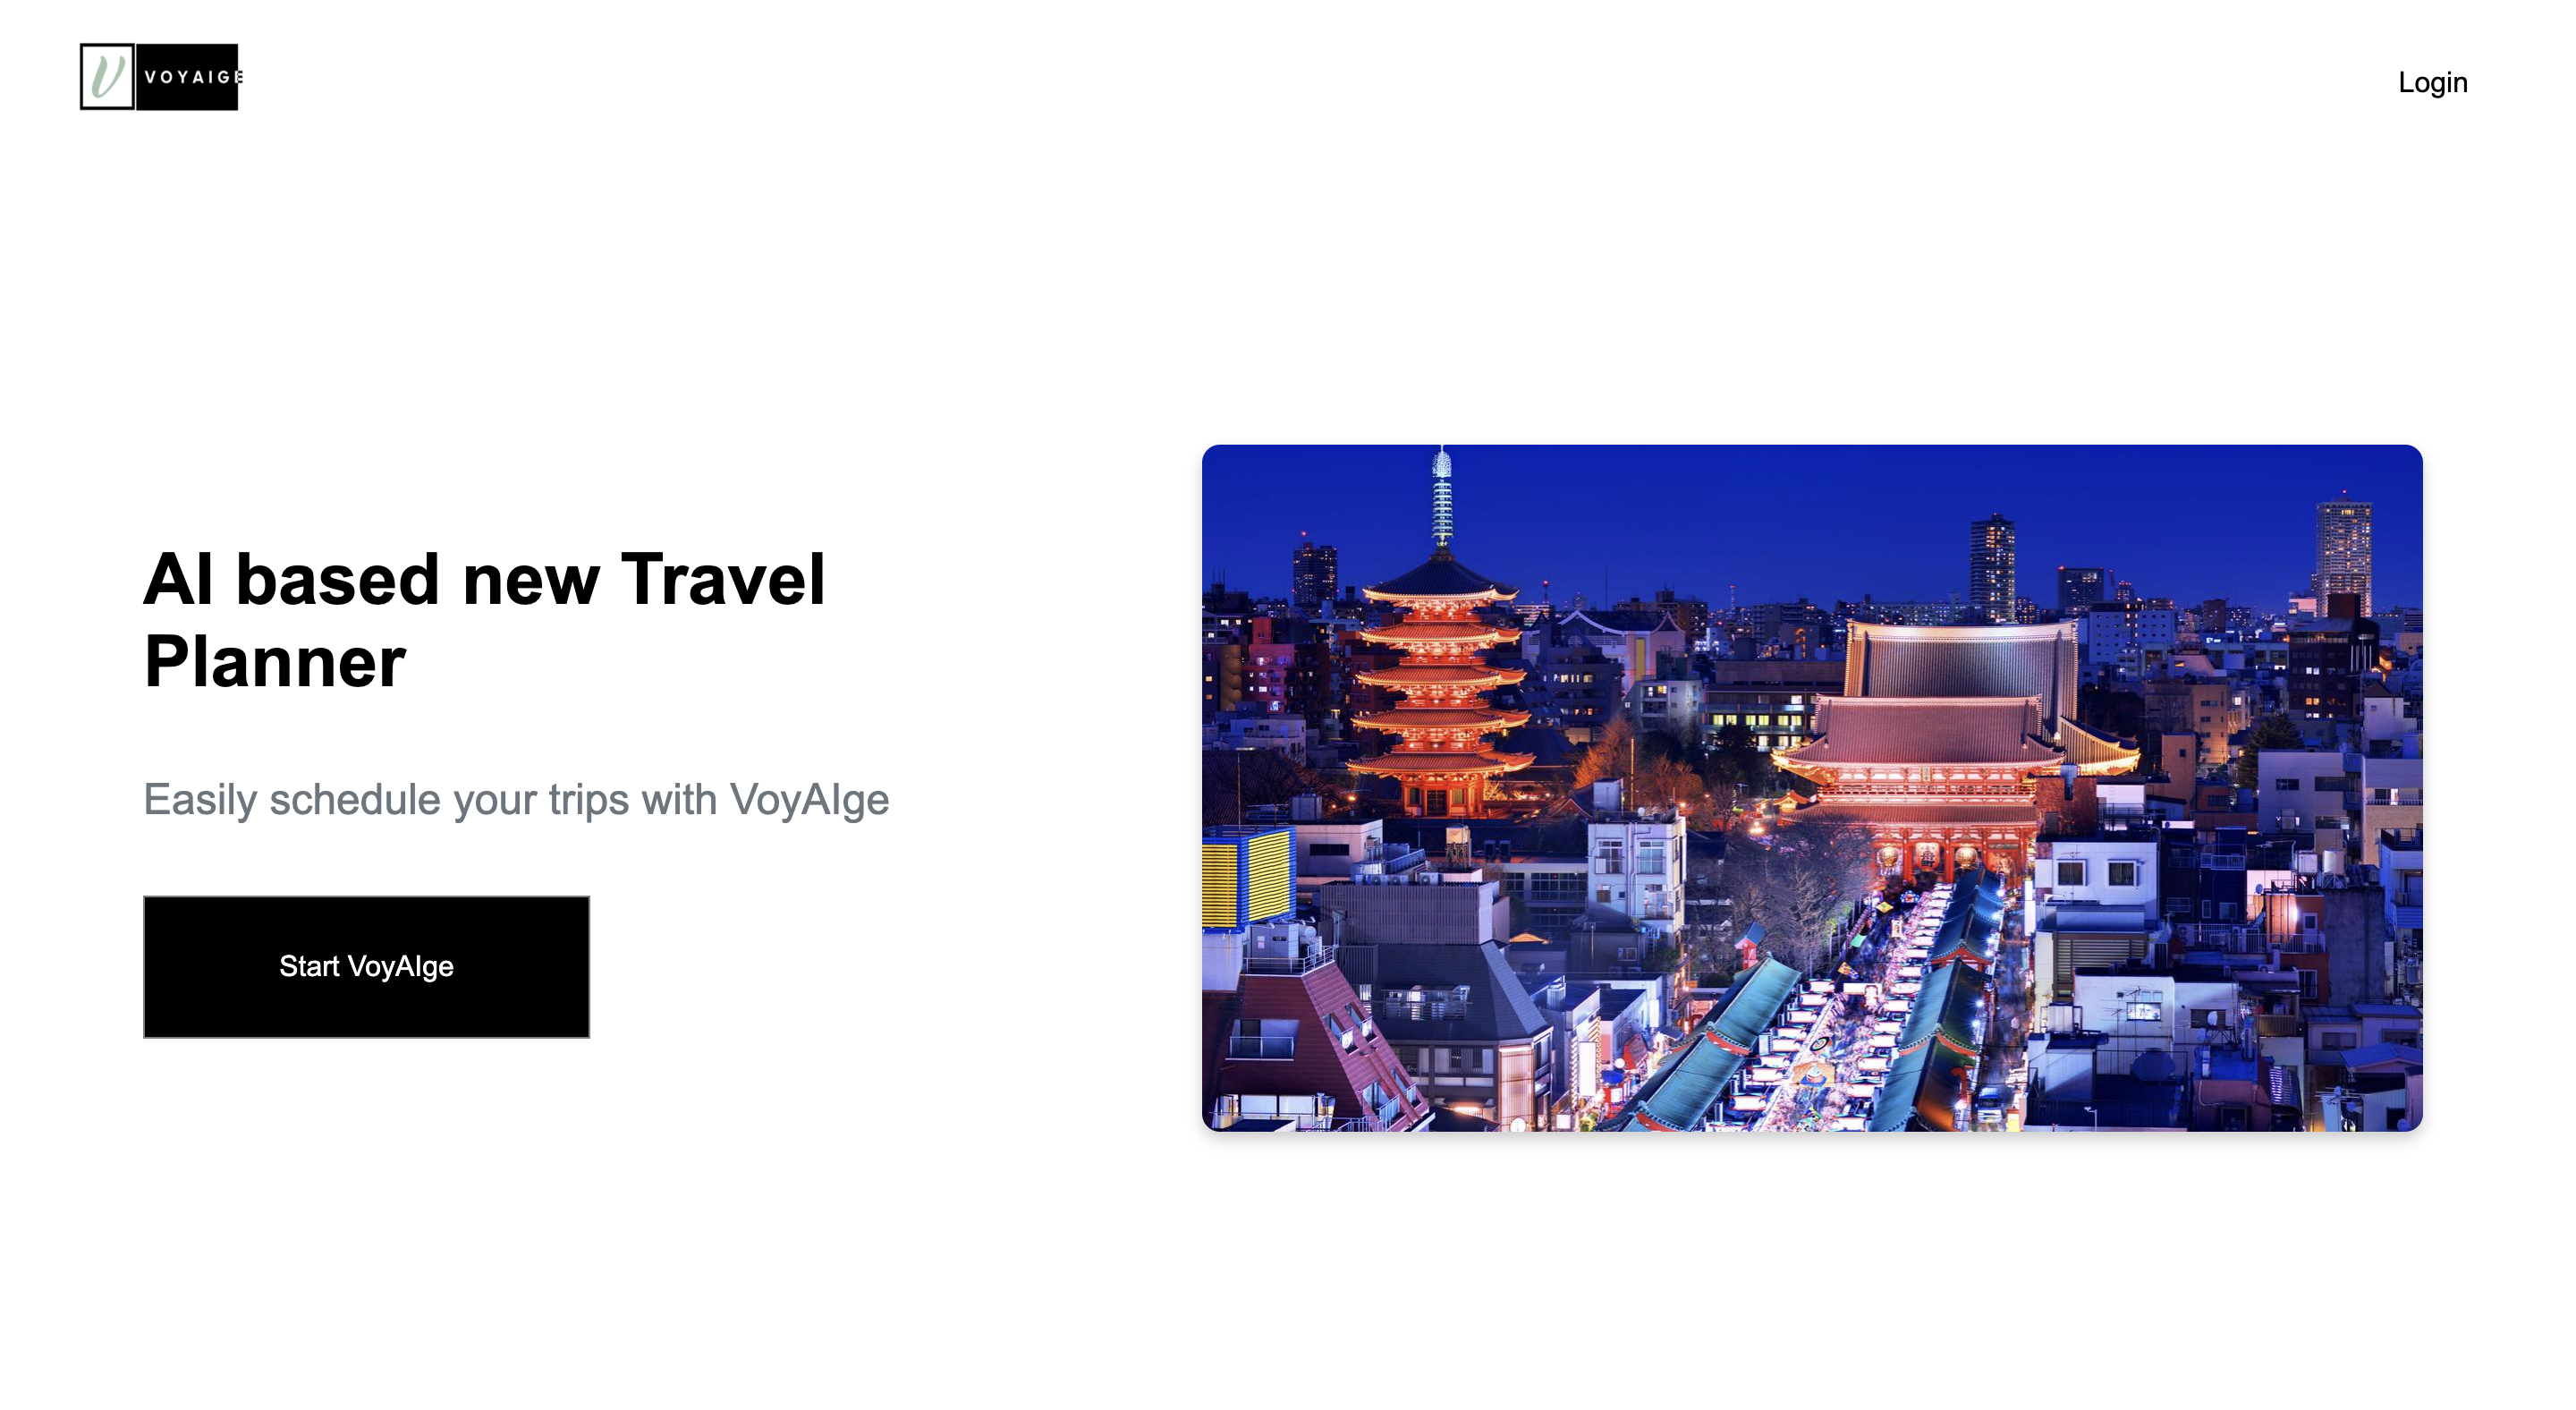 V VOYAIGE
Login
AI based new Travel
Planner
Easily schedule your trips with VoyAIge
Start VoyAIge